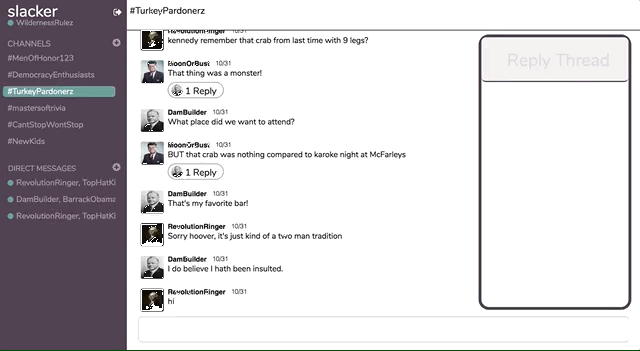 slacker
WildernessRulez
CHANNELS
#MenOfHonor123
#DemocracyEnthusiasts
#TurkeyPardonerz
#mastersoftrivia
#CantStopWontStop
#NewKids
DIRECT MESSAGES
RevolutionRinger, TopHatKi
DamBuilder, BarrackObama
RevolutionRinger, TopHatKi
#TurkeyPardonerz
RevolutionRinger 10/31
kennedy remember that crab from last time with 9 legs?
MoonOrBust 10/31
That thing was a monster!
1 Reply
DamBuilder 10/31
What place did we want to attend?
MoonOrBust 10/31
BUT that crab was nothing compared to karoke night at McFarleys
1 Reply
DamBuilder 10/31
That's my favorite bar!
RevolutionRinger 10/31
Sorry hoover, it's just kind of a two man tradition
DamBuilder 10/31
I do believe I hath been insulted.
RevolutionRinger 10/31
hi
Reply Thread